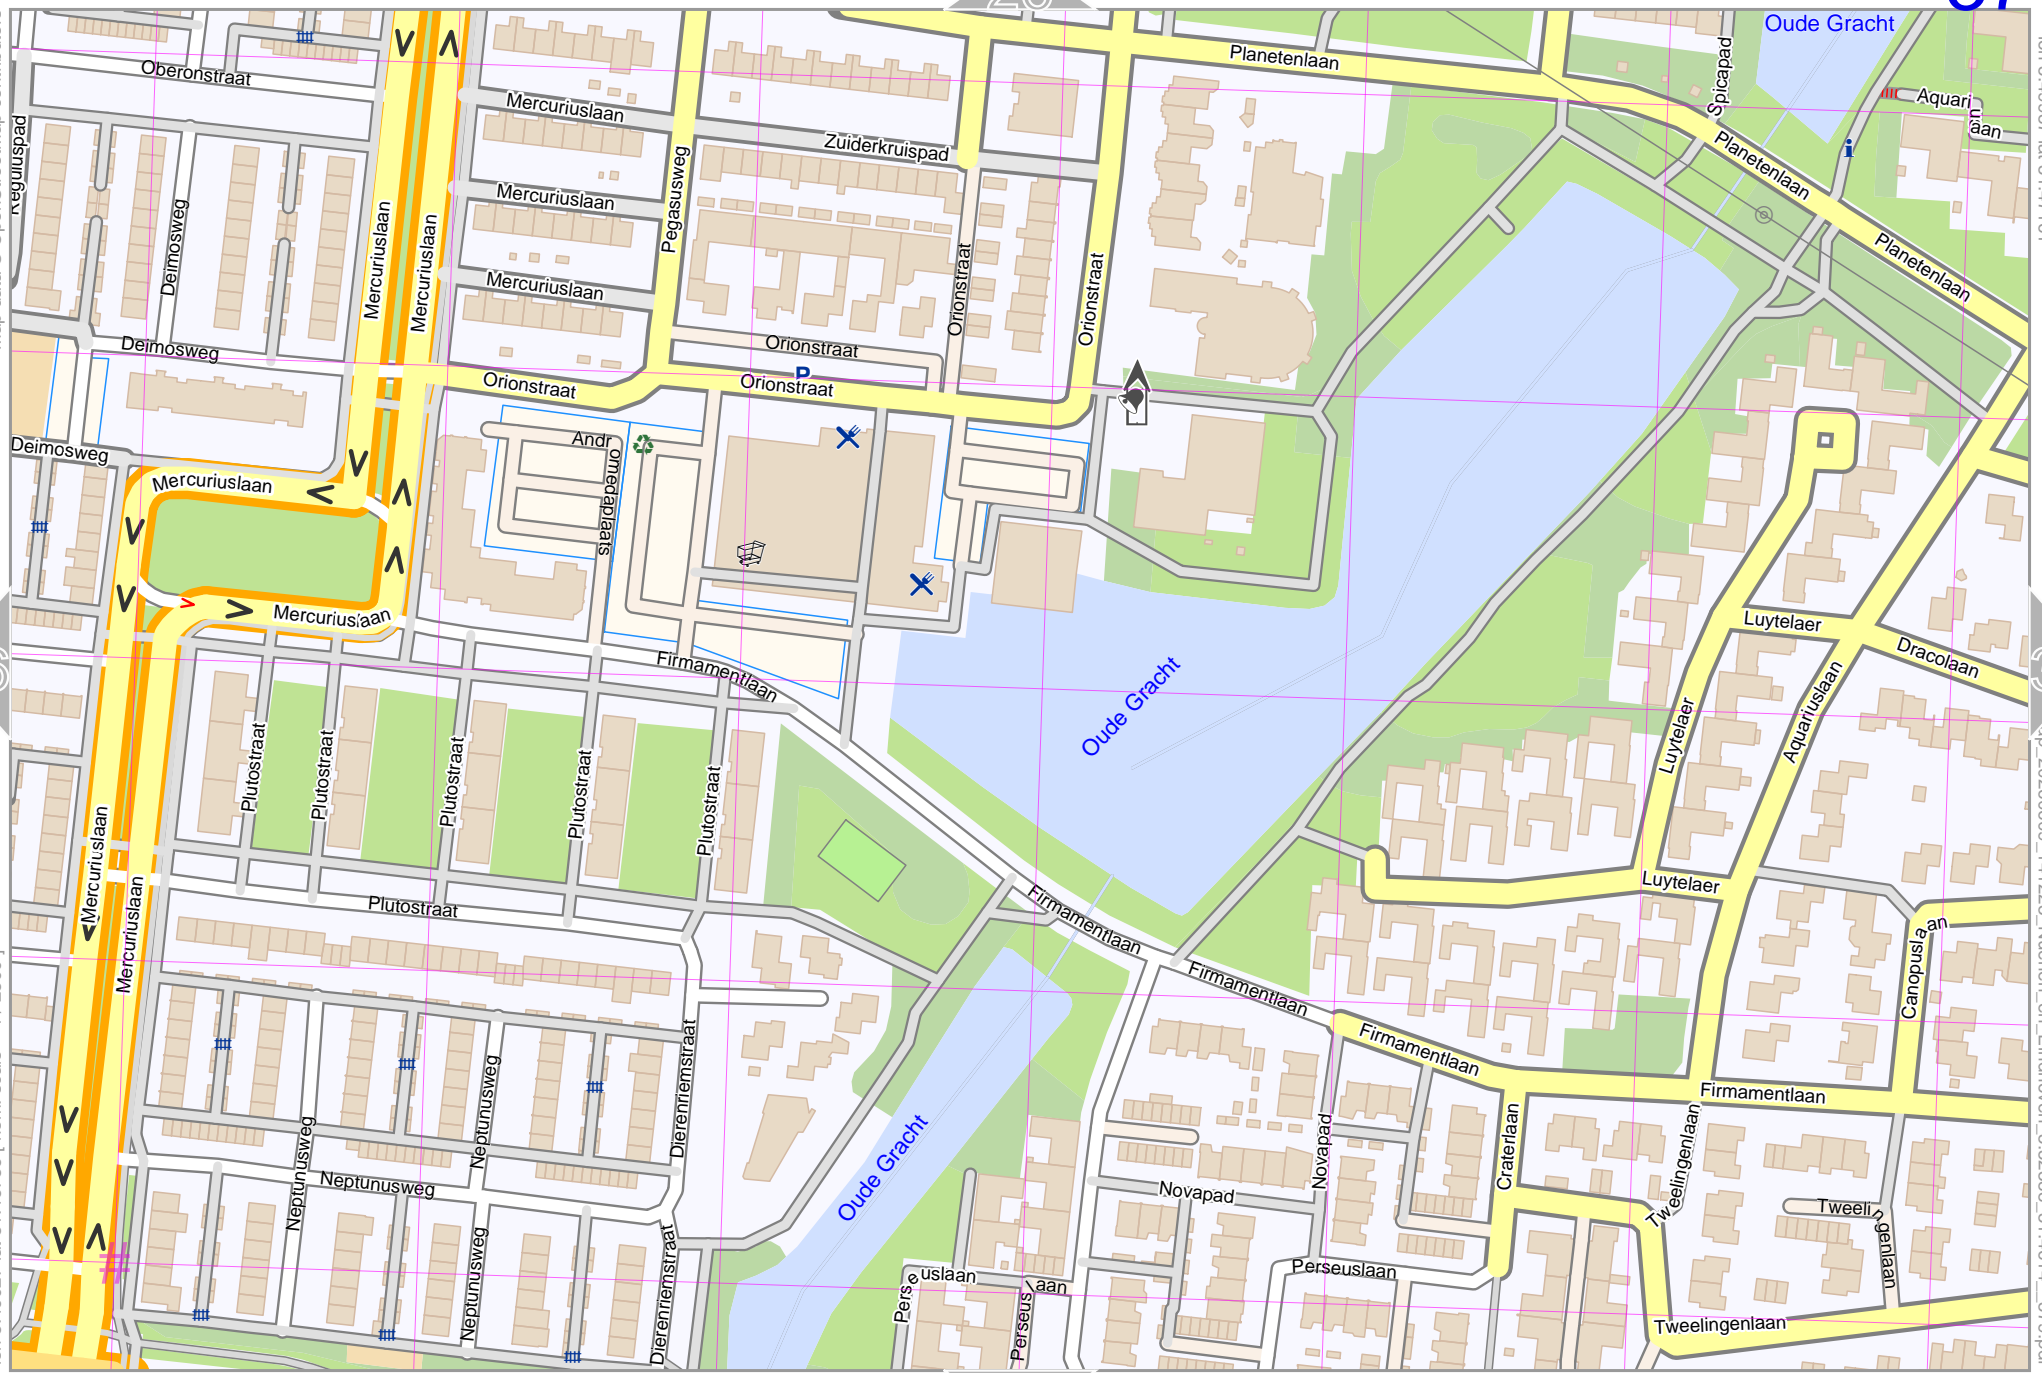 Oude Gracht
Planetenlaan
Oberonstraat
Spicapad
Mercuriuslaan
Aquari
in
aan
Zuiderkruispad
Planetenlaan
Reguluspad
Pegasusweg
Mercuriuslaan
Deimosweg
Mercuriuslaan
Mercuriuslaan
Planetenlaan
Orionstraat
Orionstraat
Mercuriuslaan
Deimosweg
Orionstraat
P
Orionstraat
Orionstraat
Deimosweg
Andr
omedaplaats
Mercuriuslaan
Mercuriuslaan
Luytelaer
Dracolaan
Firmamentlaan
Oude Gracht
Luytelaer
Aquariuslaan
Plutostraat
Plutostraat
Plutostraat
Plutostraat
Plutostraat
Mercuriuslaan
Mercuriuslaan
Luytelaer
Plutostraat
Firmamentlaan
Canopuslaan
Firmamentlaan
Firmamentlaan
Firmamentlaan
Dierenriemstraat
Neptunusweg
Neptunusweg
Oude Gracht
Novapad
Craterlaan
Tweelingenlaan
Neptunusweg
Novapad
Tweelingenlaan
Neptunusweg
Dierenriemstraat
Perseuslaan
Perseuslaan
Perseuslaan
Tweelingenlaan